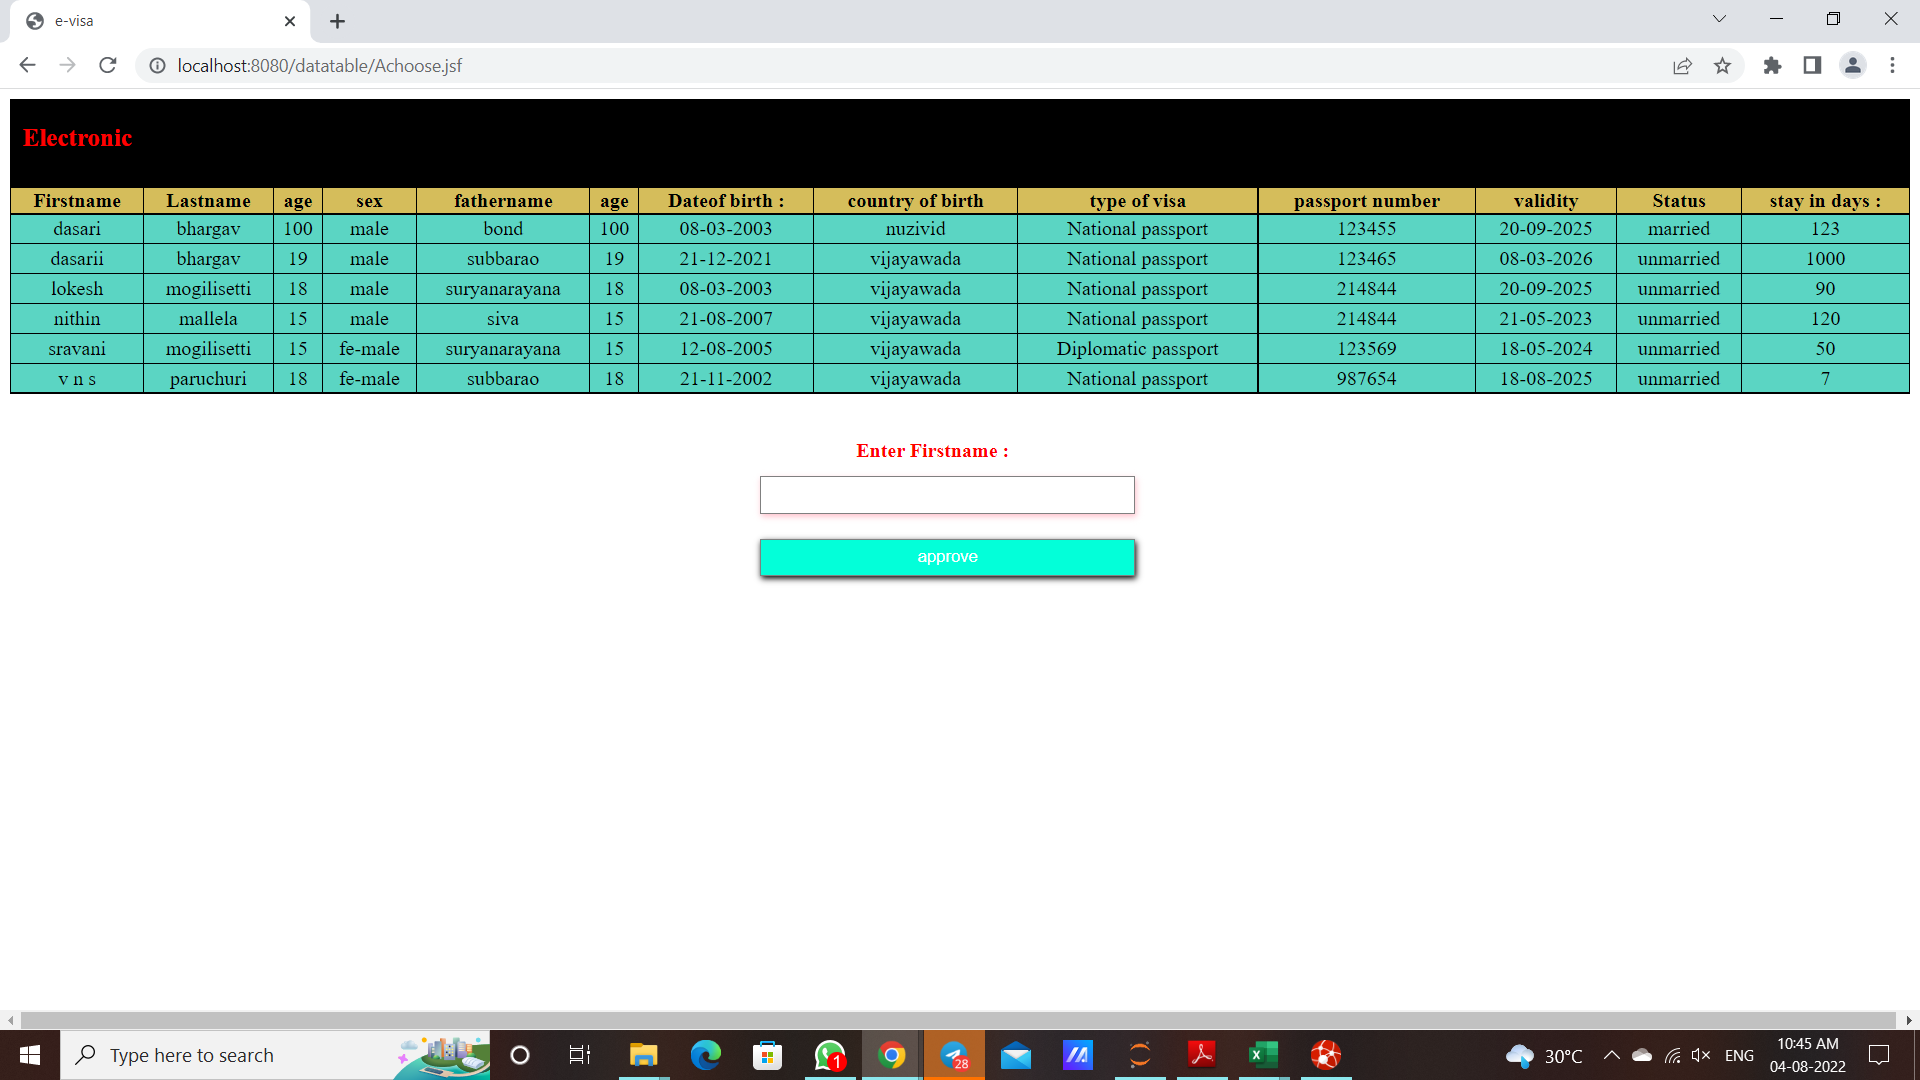 e-visa
localhost:8080/datatable/Achoose.jsf
Electronic
Firstname Lastname age sex fathername age Dateof birth : country of birth type of visa passport number validity Status stay in days :
dasari bhargav 100 male bond 100 08-03-2003 nuzivid National passport 123455 20-09-2025 married 123
dasarii bhargav 19 male subbarao 19 21-12-2021 vijayawada National passport 123465 08-03-2026 unmarried 1000
lokesh mogilisetti 18 male suryanarayana 18 08-03-2003 vijayawada National passport 214844 20-09-2025 unmarried 90
nithin mallela 15 male siva 15 21-08-2007 vijayawada National passport 214844 21-05-2023 unmarried 120
sravani mogilisetti 15 fe-male suryanarayana 15 12-08-2005 vijayawada Diplomatic passport 123569 18-05-2024 unmarried 50
v n s paruchuri 18 fe-male subbarao 18 21-11-2002 vijayawada National passport 987654 18-08-2025 unmarried 7
Enter Firstname :
approve
Type here to search
1
28
30°C
ENG
10:45 AM
04-08-2022